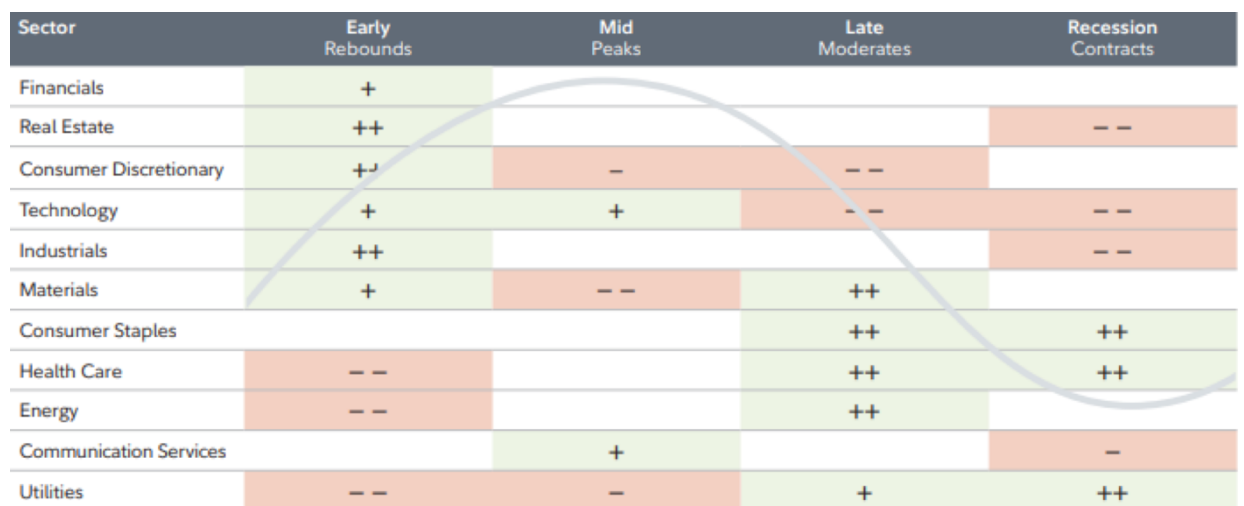 Sector Early Mid Late Recession
Rebounds Peaks Moderates Contracts
Financials +
Real Estate ++ – –
Consumer Discretionary ++ – – –
Technology + + – – – –
Industrials ++ – –
Materials + – – ++
Consumer Staples ++ ++
Health Care – – ++ ++
Energy – – ++
Communication Services + –
Utilities – – – + ++